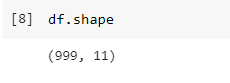 [8] df.shape
(999, 11)